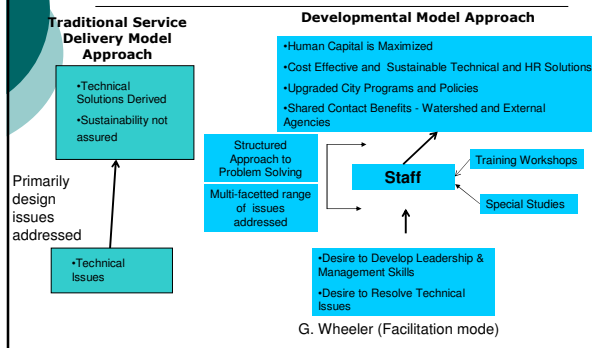 Traditional Service
Delivery Model
Approach
•Technical
Solutions Derived
•Sustainability not
assured
Primarily
design
issues
addressed
•Technical
Issues
Developmental Model Approach
•Human Capital is Maximized
•Cost Effective and Sustainable Technical and HR Solutions
•Upgraded City Programs and Policies
•Shared Contact Benefits - Watershed and External
Agencies
Structured
Approach to
Problem Solving
Multi-facetted range
of issues
addressed
Staff
Training Workshops
Special Studies
•Desire to Develop Leadership &
Management Skills
•Desire to Resolve Technical
Issues
G. Wheeler (Facilitation mode)